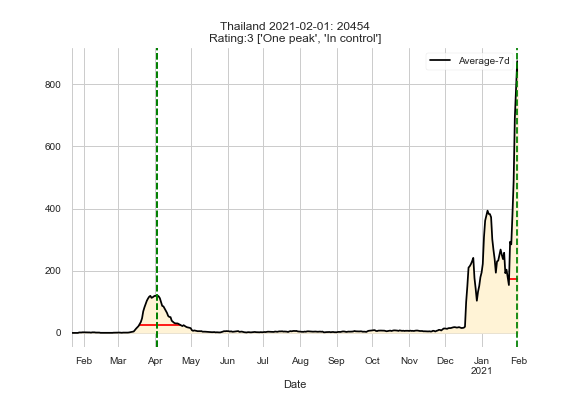 Thailand 2021-02-01: 20454
Rating:3 ['One peak', 'In control']
Average-7d
800
600
400
200
0
Feb Mar Apr May Jun Jul Aug Sep Oct Nov Dec Jan Feb
2021
Date